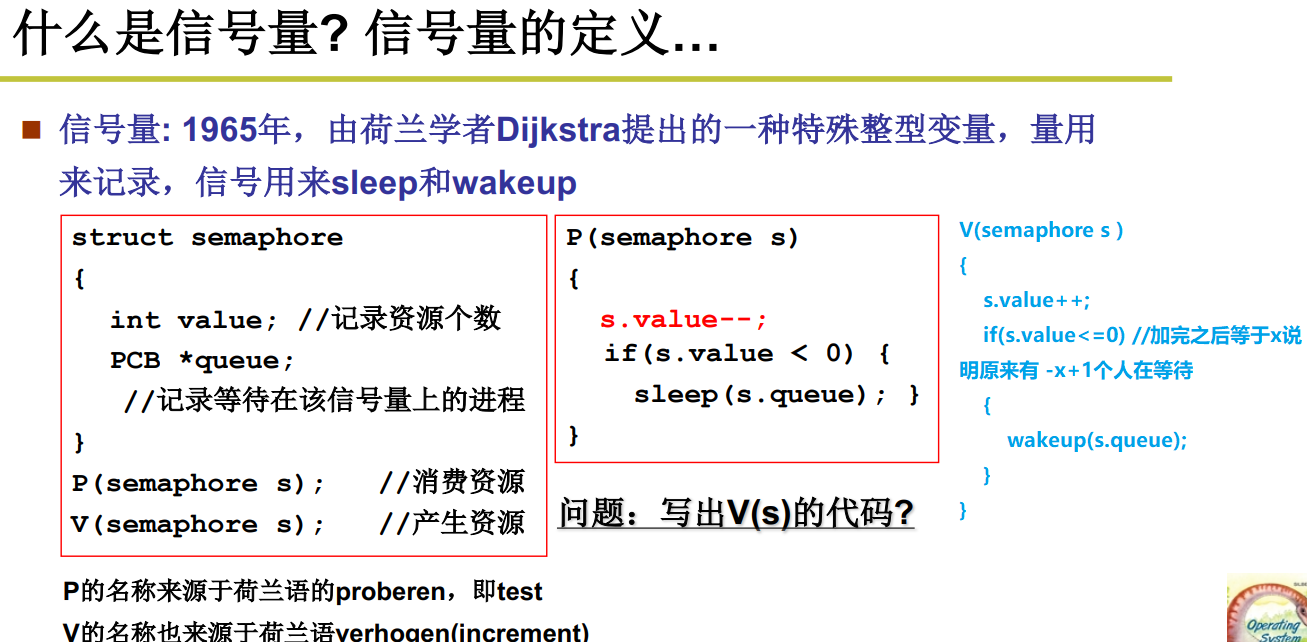 什么是信号量? 信号量的定义…
■ 信号量: 1965年，由荷兰学者Dijkstra提出的一种特殊整型变量，量用
来记录，信号用来sleep和wakeup
struct semaphore
{
int value; //记录资源个数
PCB *queue;
//记录等待在该信号量上的进程
}
P(semaphore s); //消费资源
V(semaphore s); //产生资源
P(semaphore s)
{
s.value--;
if(s.value < 0) {
sleep(s.queue); }
}
问题：写出V(s)的代码?
V(semaphore s )
{
s.value++;
if(s.value<=0) //加完之后等于x说
明原来有 -x+1个人在等待
{
wakeup(s.queue);
}
}
P的名称来源于荷兰语的proberen，即test
V的名称也来源于荷兰语verhogen(increment)
Operating
System